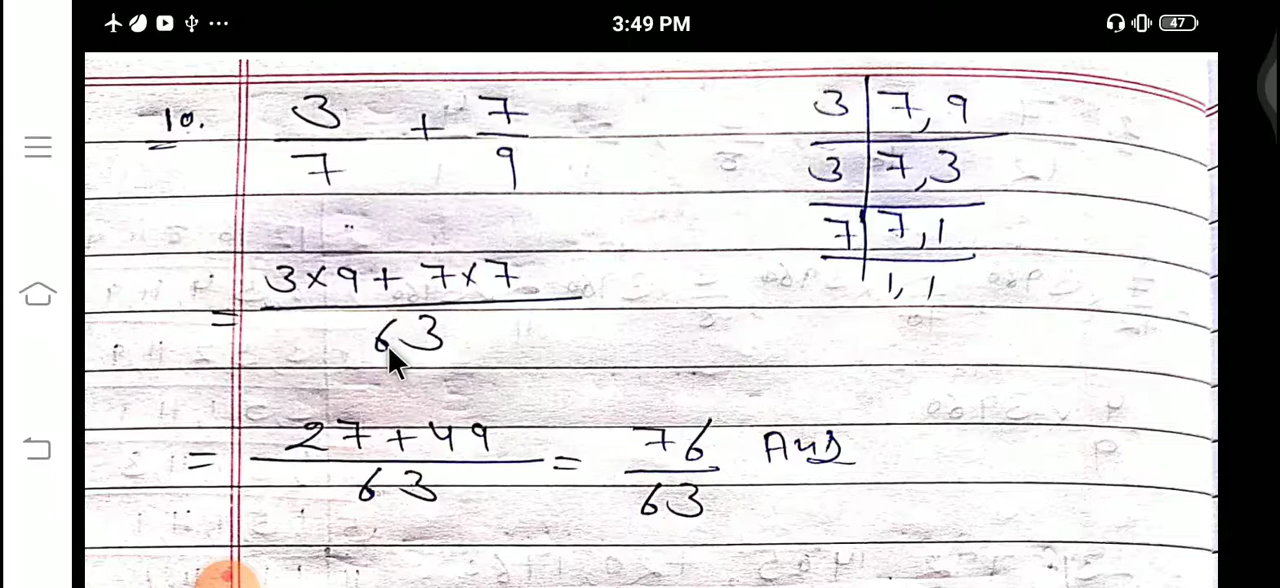 3:49 PM
47
10. 3/7 + 7/9
= (3×9 + 7×7)/63
= (27+49)/63 = 76/63 Ans
3 | 7, 9
3 | 7, 3
7 | 7, 1
1, 1